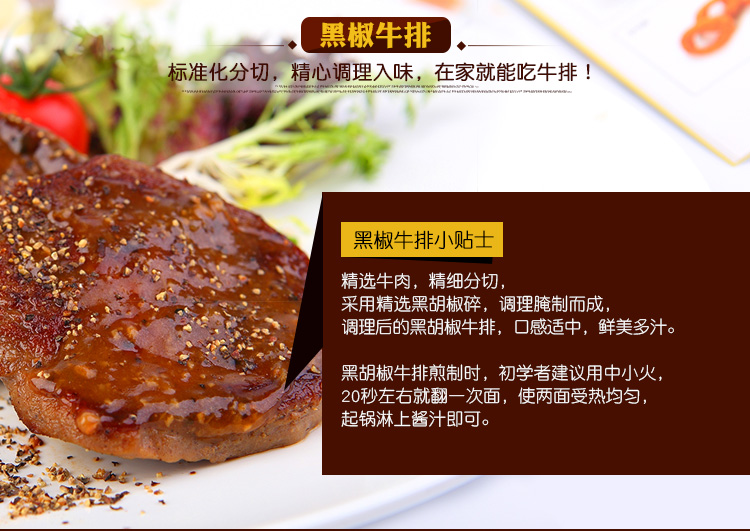 黑椒牛排
标准化分切，精心调理入味，在家就能吃牛排！
黑椒牛排小贴士
精选牛肉，精细分切，
采用精选黑胡椒碎，调理腌制而成，
调理后的黑胡椒牛排，口感适中，鲜美多汁。
黑胡椒牛排煎制时，初学者建议用中小火，
20秒左右就翻一次面，使两面受热均匀，
起锅淋上酱汁即可。